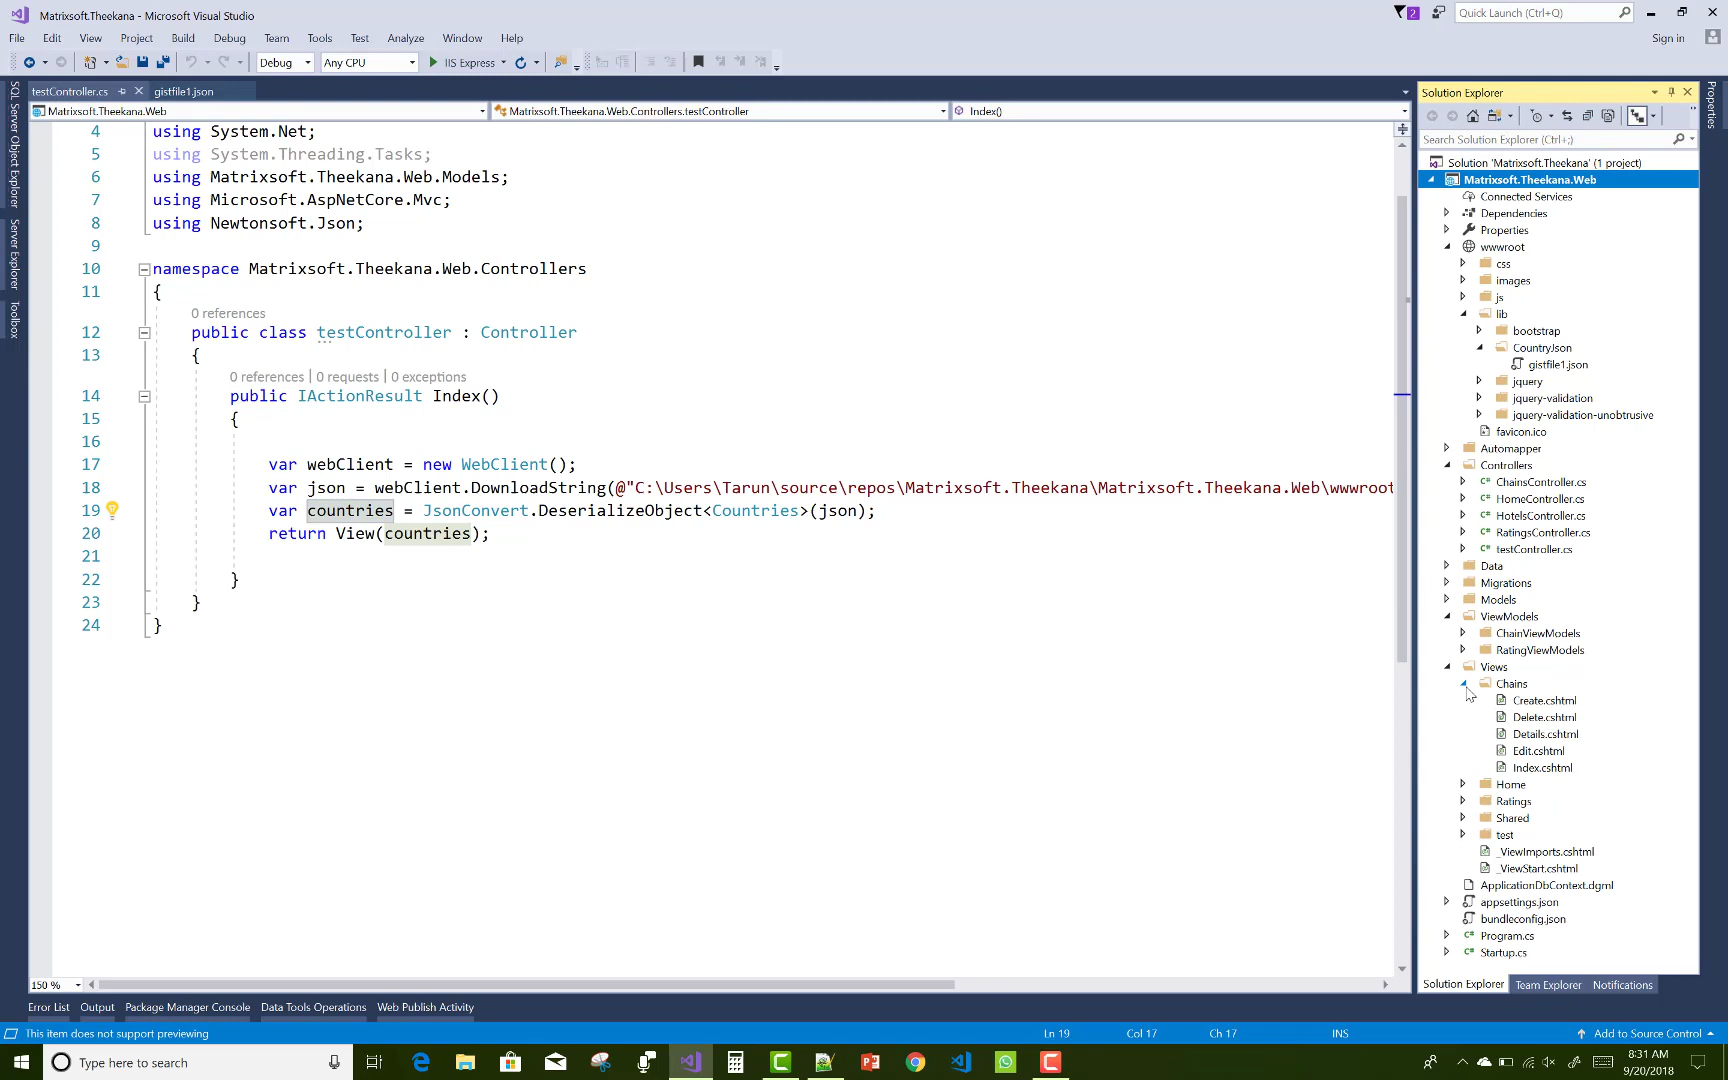 Matrixsoft.Theekana - Microsoft Visual Studio
2
Quick Launch (Ctrl+Q)
File Edit View Project Build Debug Team Tools Test Analyze Window Help
Sign in
Debug Any CPU IIS Express
testController.cs gistfile1.json
Matrixsoft.Theekana.Web Matrixsoft.Theekana.Web.Controllers.testController Index()
SQL Server Object Explorer
Server Explorer
Toolbox
4 using System.Net;
5 using System.Threading.Tasks;
6 using Matrixsoft.Theekana.Web.Models;
7 using Microsoft.AspNetCore.Mvc;
8 using Newtonsoft.Json;
9
10 namespace Matrixsoft.Theekana.Web.Controllers
11 {
0 references
12 public class testController : Controller
13 {
0 references | 0 requests | 0 exceptions
14 public IActionResult Index()
15 {
16
17 var webClient = new WebClient();
18 var json = webClient.DownloadString(@"C:\Users\Tarun\source\repos\Matrixsoft.Theekana\Matrixsoft.Theekana.Web\wwwroot
19 var countries = JsonConvert.DeserializeObject<Countries>(json);
20 return View(countries);
21
22 }
23 }
24 }
150 %
Solution Explorer
Search Solution Explorer (Ctrl+;)
Solution 'Matrixsoft.Theekana' (1 project)
Matrixsoft.Theekana.Web
Connected Services
Dependencies
Properties
wwwroot
css
images
js
lib
bootstrap
CountryJson
gistfile1.json
jquery
jquery-validation
jquery-validation-unobtrusive
favicon.ico
Automapper
Controllers
C# ChainsController.cs
C# HomeController.cs
C# HotelsController.cs
C# RatingsController.cs
C# testController.cs
Data
Migrations
Models
ViewModels
ChainViewModels
RatingViewModels
Views
Chains
Create.cshtml
Delete.cshtml
Details.cshtml
Edit.cshtml
Index.cshtml
Home
Ratings
Shared
test
_ViewImports.cshtml
_ViewStart.cshtml
ApplicationDbContext.dgml
appsettings.json
bundleconfig.json
C# Program.cs
C# Startup.cs
Solution Explorer Team Explorer Notifications
Properties
Error List Output Package Manager Console Data Tools Operations Web Publish Activity
This item does not support previewing Ln 19 Col 17 Ch 17 INS Add to Source Control
Type here to search
8:31 AM
9/20/2018